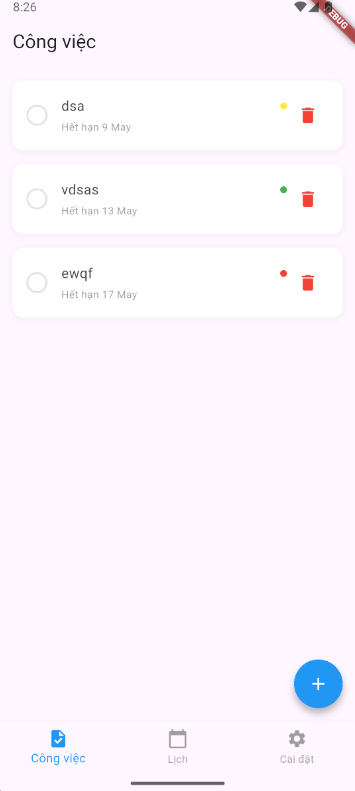 8:26
DEBUG
Công việc
dsa
Hết hạn 9 May
vdsas
Hết hạn 13 May
ewqf
Hết hạn 17 May
Công việc
Lịch
Cài đặt